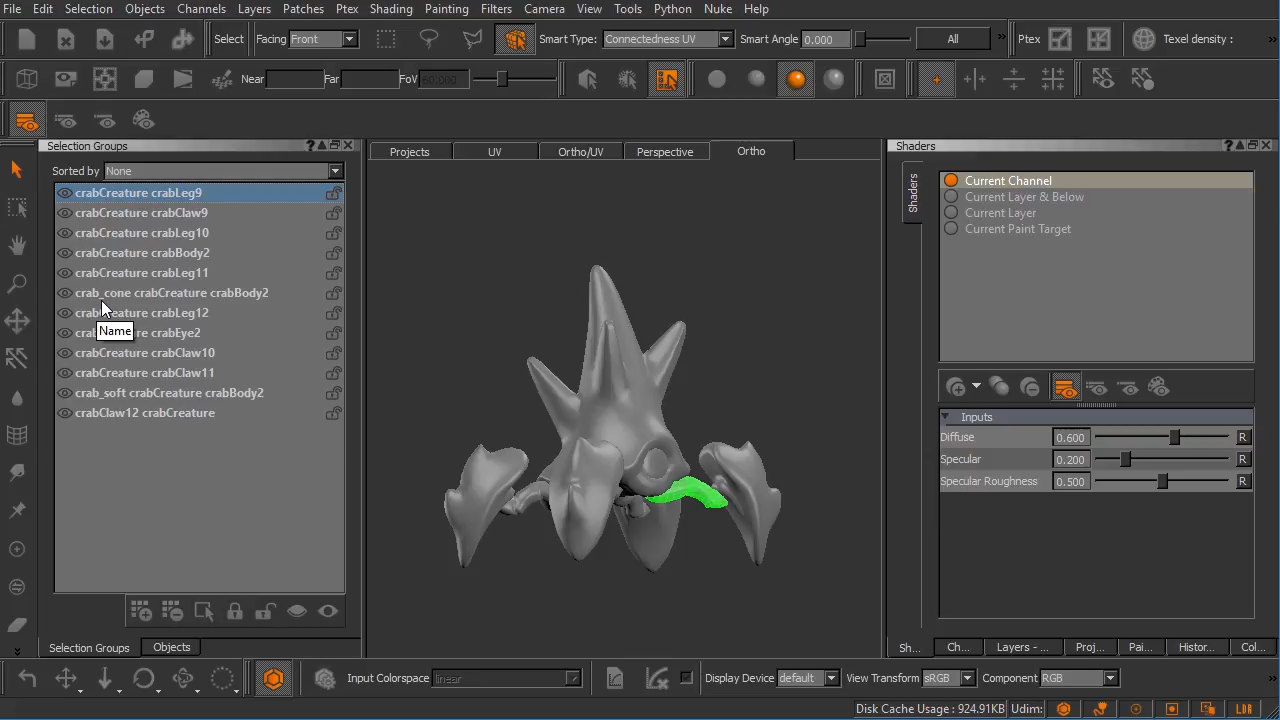 File Edit Selection Objects Channels Layers Patches Ptex Shading Painting Filters Camera View Tools Python Nuke Help
Select Facing Front Smart Type: Connectedness UV Smart Angle 0.000 All » Ptex Texel density : »
Near Far FoV 60.000
Selection Groups
Sorted by None
crabCreature crabLeg9
crabCreature crabClaw9
crabCreature crabLeg10
crabCreature crabBody2
crabCreature crabLeg11
crab_cone crabCreature crabBody2
crabCreature crabLeg12
crab re crabEye2
Name
crabCreature crabClaw10
crabCreature crabClaw11
crab_soft crabCreature crabBody2
crabClaw12 crabCreature
Selection Groups Objects
Projects UV Ortho/UV Perspective Ortho
Shaders
Shaders
Current Channel
Current Layer & Below
Current Layer
Current Paint Target
Inputs
Diffuse 0.600 R
Specular 0.200 R
Specular Roughness 0.500 R
Sh... Ch... Layers - ... Proj... Pai... Histor... Col...
Input Colorspace linear Display Device default View Transform sRGB Component RGB »
Disk Cache Usage : 924.91KB Udim: LDR